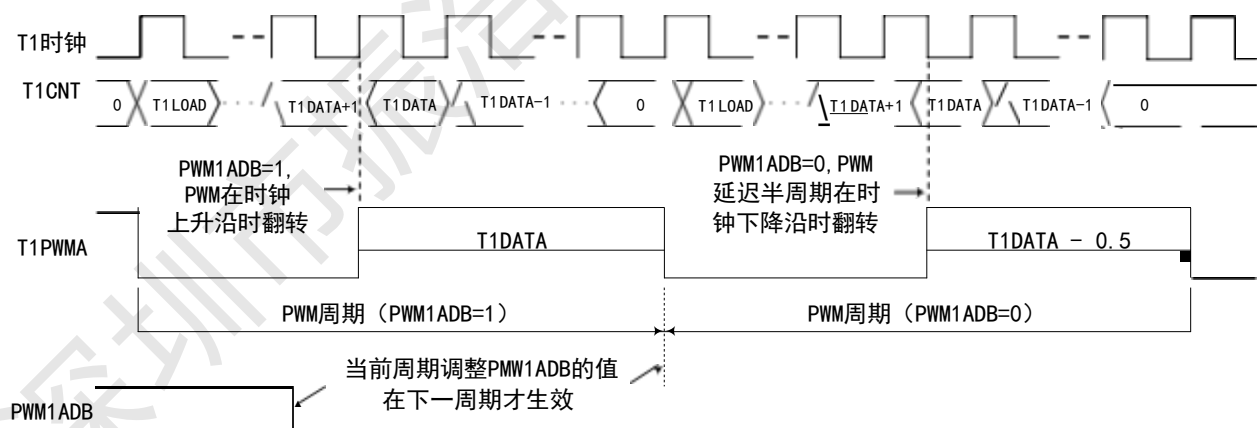 T1时钟
T1CNT
0 T1LOAD T1DATA+1 T1DATA T1DATA-1 0 T1LOAD T1DATA+1 T1DATA T1DATA-1 0
PWM1ADB=1,
PWM在时钟
上升沿时翻转
PWM1ADB=0,PWM
延迟半周期在时
钟下降沿时翻转
T1PWMA
T1DATA
T1DATA - 0.5
PWM周期（PWM1ADB=1）
PWM周期（PWM1ADB=0）
当前周期调整PMW1ADB的值
在下一周期才生效
PWM1ADB
深圳市振